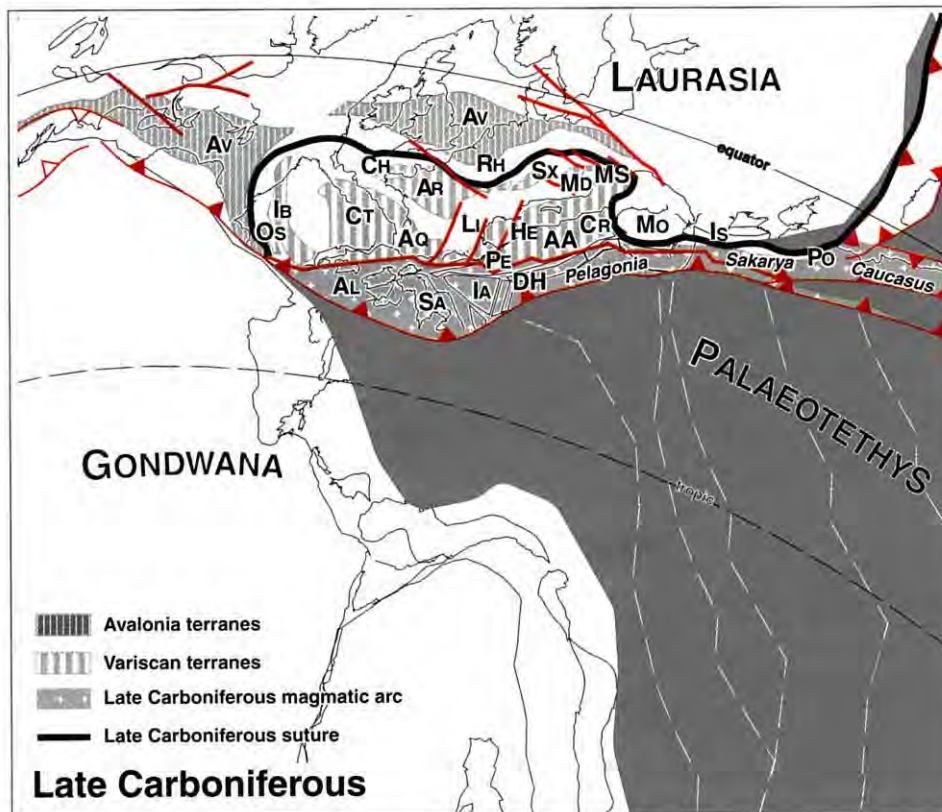 LAURASIA
AV
AV
equator
CH
RH
SX
MS
AR
MD
IB
OS
CT
LI
HE
CR
MO
IS
AQ
AA
PO
PE
Sakarya
AL
DH
Pelagonia
Caucasus
SA
IA
PALAEOTETHYS
GONDWANA
tropic
Avalonia terranes
Variscan terranes
Late Carboniferous magmatic arc
Late Carboniferous suture
Late Carboniferous